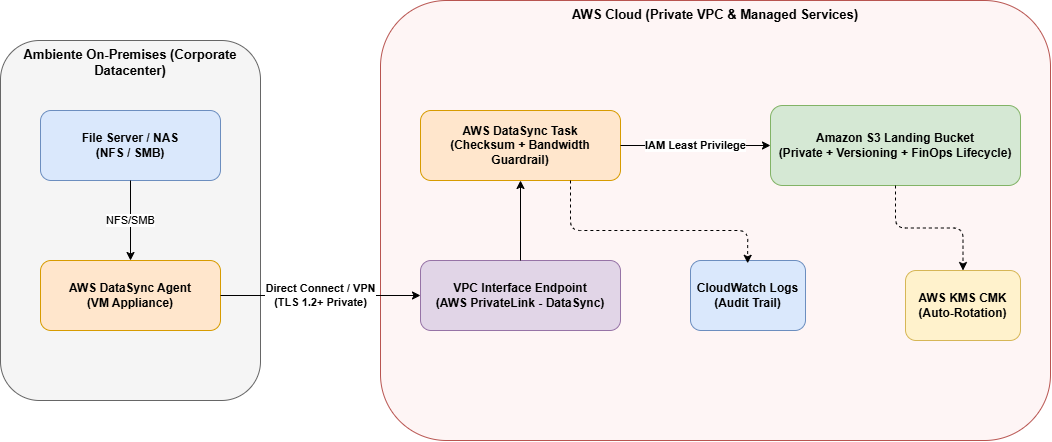 AWS Cloud (Private VPC & Managed Services)
Ambiente On-Premises (Corporate
Datacenter)
File Server / NAS
(NFS / SMB)
NFS/SMB
AWS DataSync Agent
(VM Appliance)
Direct Connect / VPN
(TLS 1.2+ Private)
AWS DataSync Task
(Checksum + Bandwidth
Guardrail)
IAM Least Privilege
Amazon S3 Landing Bucket
(Private + Versioning + FinOps Lifecycle)
VPC Interface Endpoint
(AWS PrivateLink - DataSync)
CloudWatch Logs
(Audit Trail)
AWS KMS CMK
(Auto-Rotation)